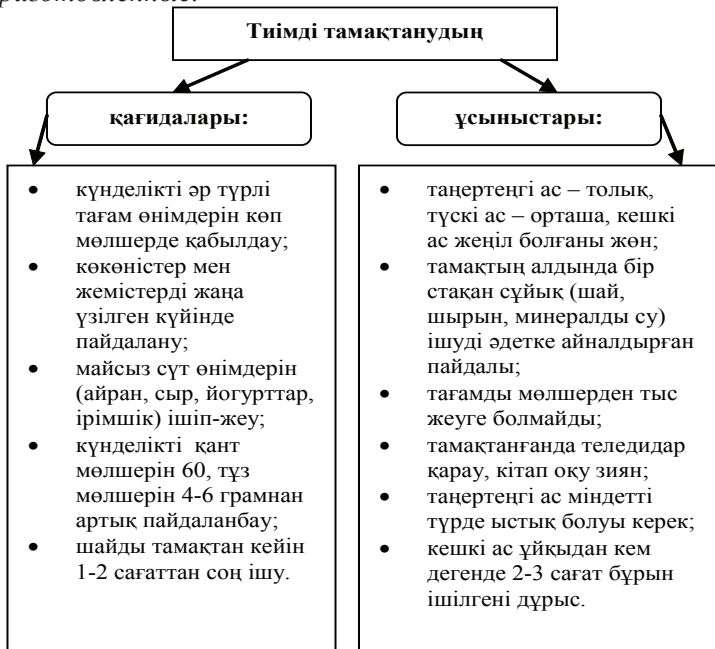 Тиімді тамақтанудың
қағидалары:
күнделікті әр түрлі
тағам өнімдерін көп
мөлшерде қабылдау;
көкөністер мен
жемістерді жаңа
үзілген күйінде
пайдалану;
майсыз сүт өнімдерін
(айран, сыр, йогурттар,
ірімшік) ішіп-жеу;
күнделікті қант
мөлшерін 60, тұз
мөлшерін 4-6 грамнан
артық пайдаланбау;
шайды тамақтан кейін
1-2 сағаттан соң ішу.
ұсыныстары:
таңертеңгі ас – толық,
түскі ас – орташа, кешкі
ас жеңіл болғаны жөн;
тамақтың алдында бір
стақан сұйық (шай,
шырын, минералды су)
ішуді әдетке айналдырған
пайдалы;
тағамды мөлшерден тыс
жеуге болмайды;
тамақтанғанда теледидар
қарау, кітап оқу зиян;
таңертеңгі ас міндетті
түрде ыстық болуы керек;
кешкі ас ұйқыдан кем
дегенде 2-3 сағат бұрын
ішілгені дұрыс.